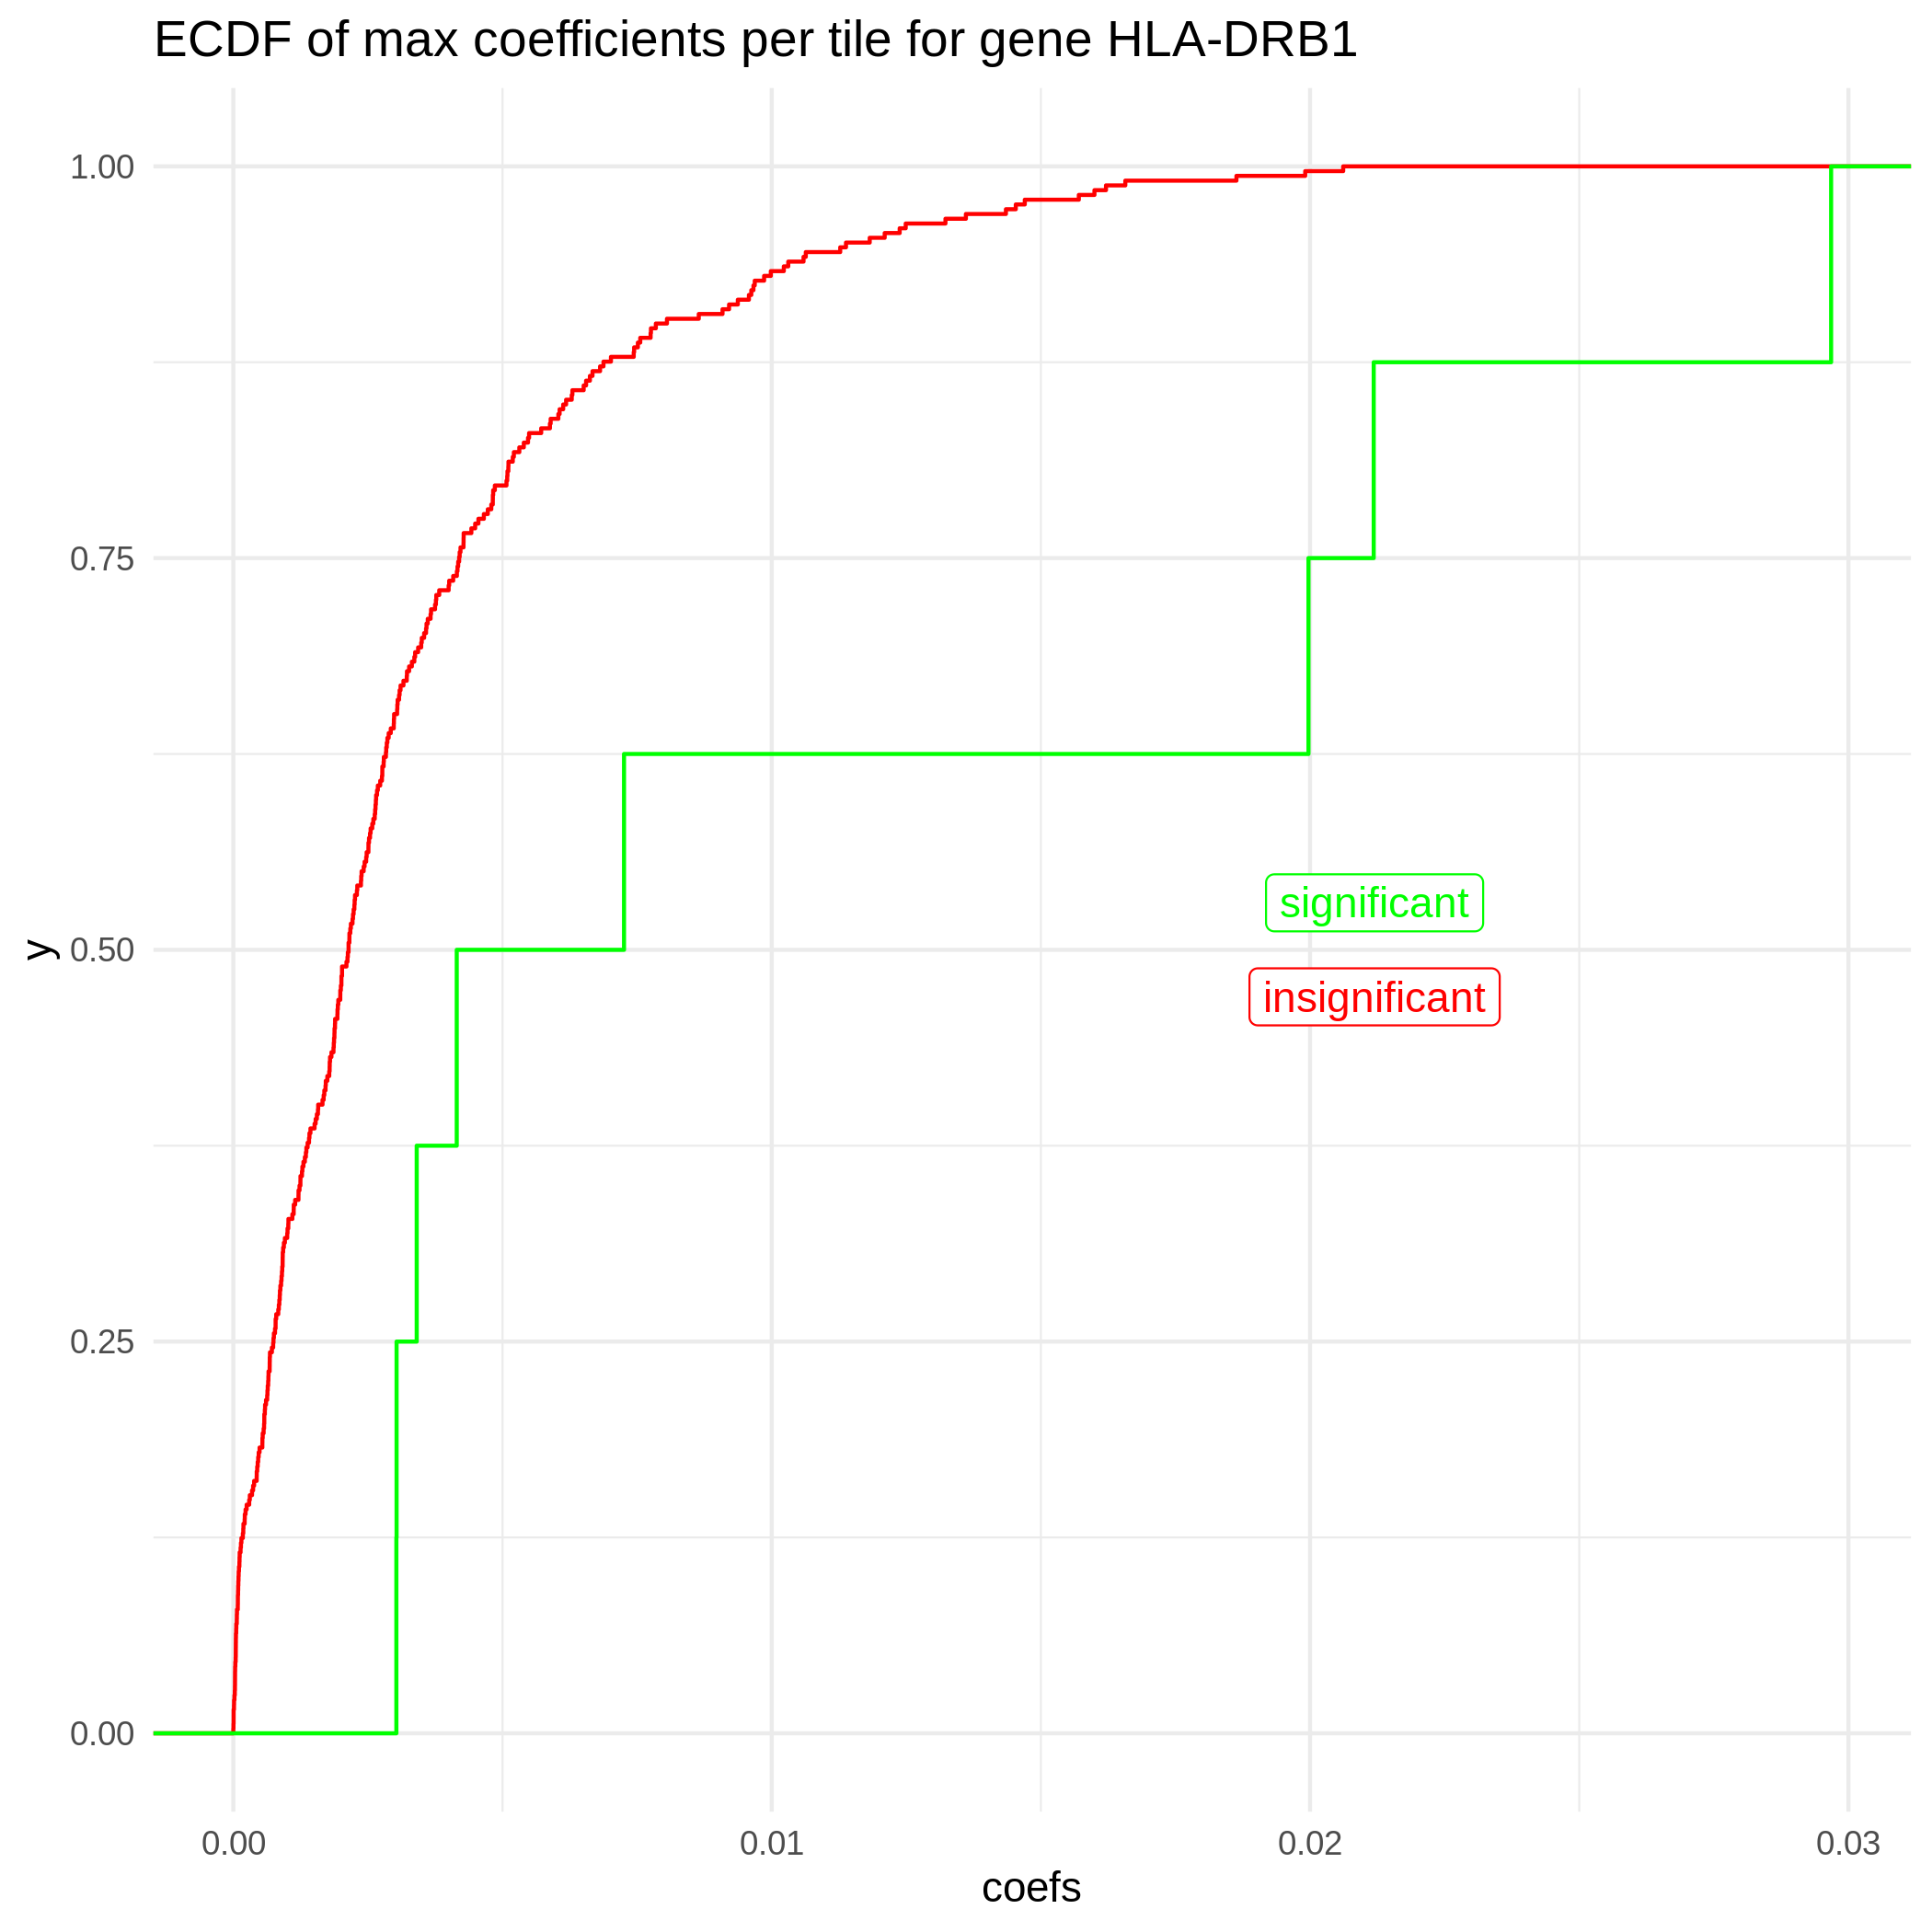 ECDF of max coefficients per tile for gene HLA-DRB1
1.00
0.75
0.50
0.25
0.00
y
significant
insignificant
0.00 0.01 0.02 0.03
coefs